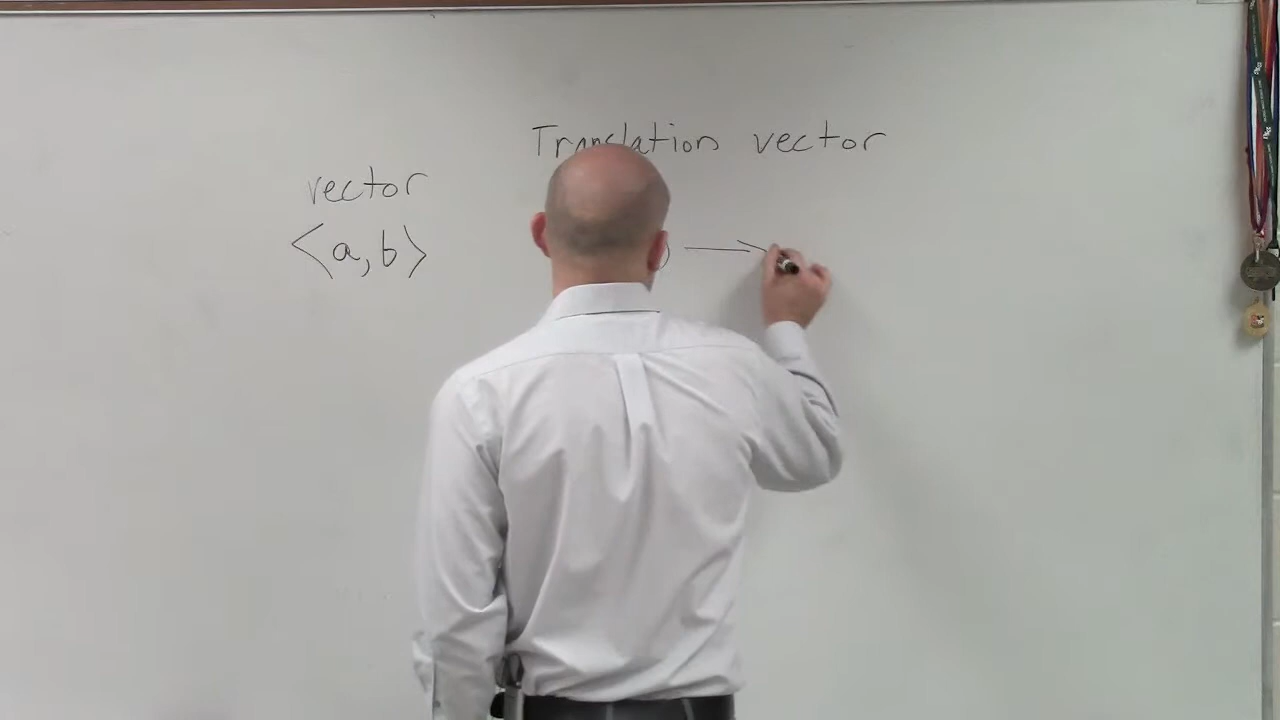 Translation vector
vector
<a, b>
) →